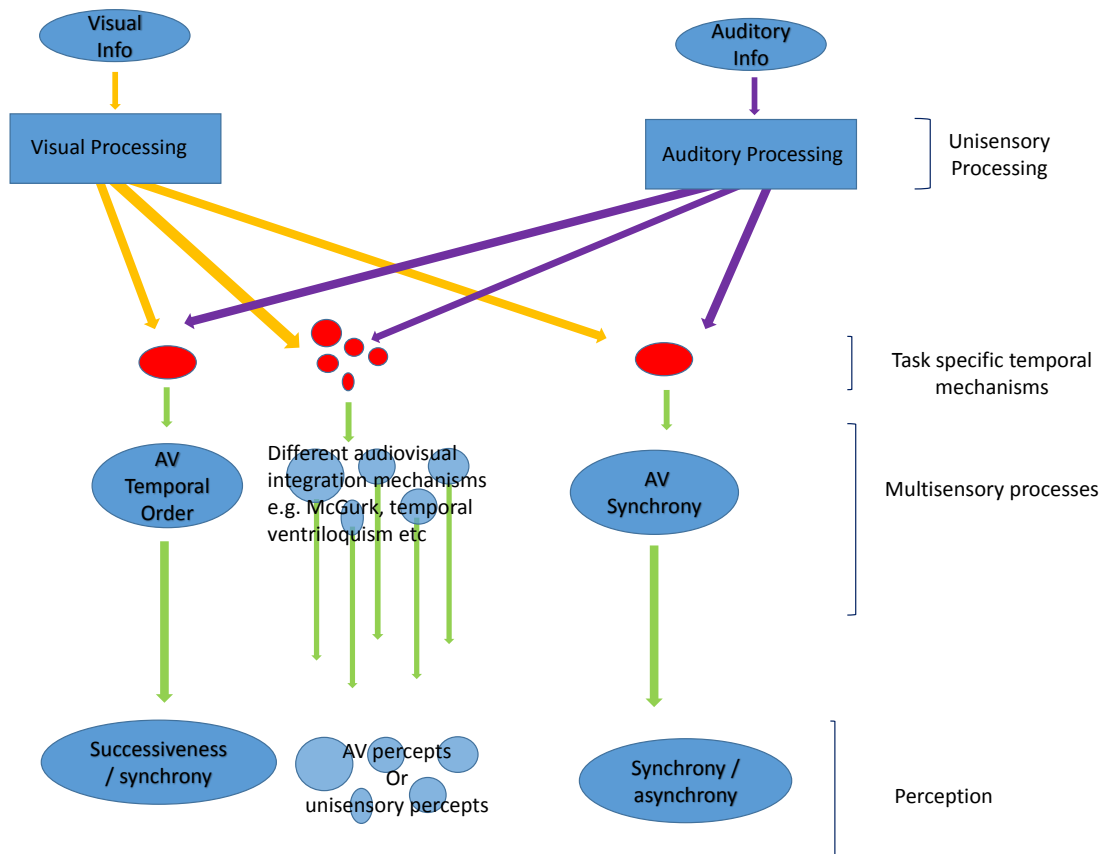 Visual
Info
Auditory
Info
Visual Processing
Auditory Processing
Unisensory
Processing
Task specific temporal
mechanisms
AV
Temporal
Order
Different audiovisual
integration mechanisms
e.g. McGurk, temporal
ventriloquism etc
AV
Synchrony
Multisensory processes
Successiveness
/ synchrony
AV percepts
Or
unisensory percepts
Synchrony /
asynchrony
Perception